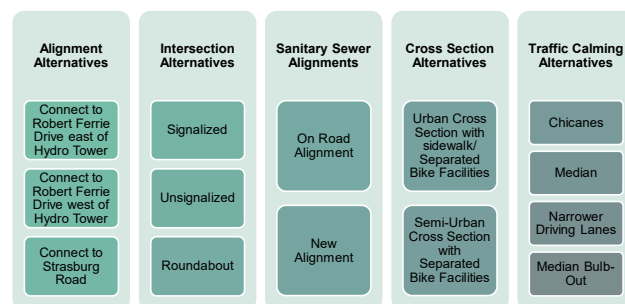 Alignment
Alternatives
Connect to
Robert Ferrie
Drive east of
Hydro Tower
Connect to
Robert Ferrie
Drive west of
Hydro Tower
Connect to
Strasburg
Road
Intersection
Alternatives
Signalized
Unsignalized
Roundabout
Sanitary Sewer
Alignments
On Road
Alignment
New
Alignment
Cross Section
Alternatives
Urban Cross
Section with
sidewalk/
Separated
Bike Facilities
Semi-Urban
Cross Section
with
Separated
Bike Facilities
Traffic Calming
Alternatives
Chicanes
Median
Narrower
Driving Lanes
Median Bulb-
Out